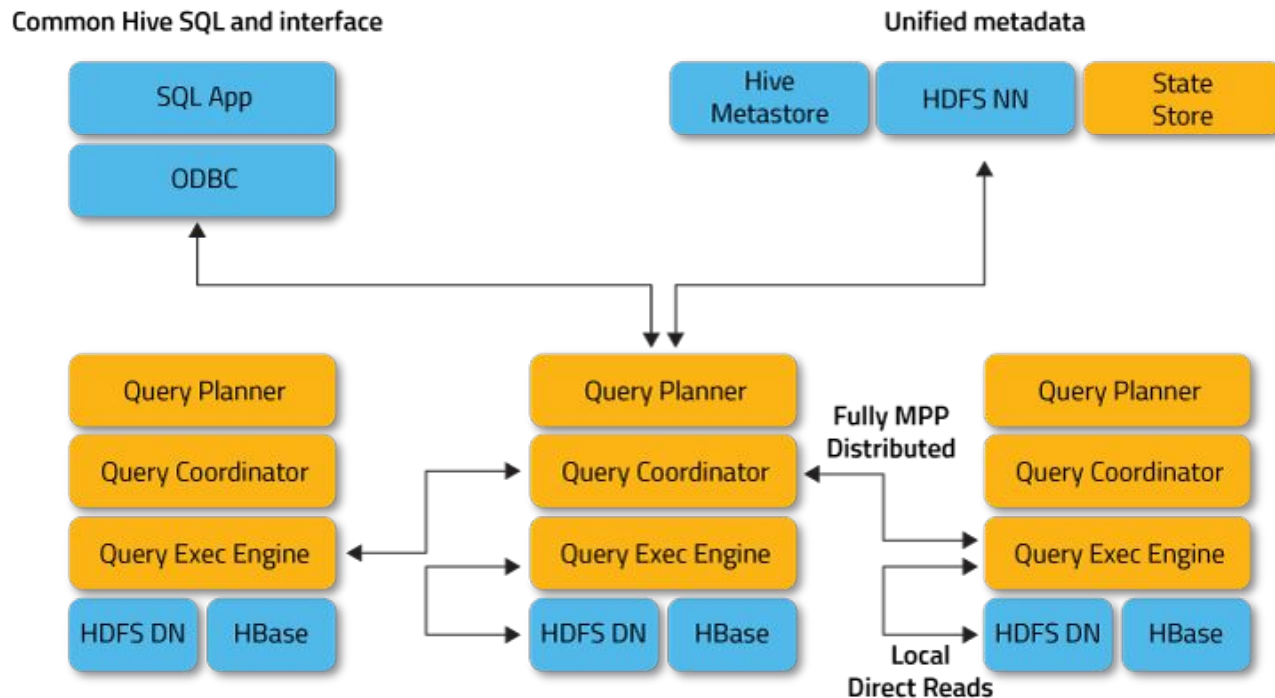 Common Hive SQL and interface
Unified metadata
SQL App
ODBC
Hive
Metastore
HDFS NN
State
Store
Query Planner
Query Coordinator
Query Exec Engine
HDFS DN
HBase
Query Planner
Query Coordinator
Query Exec Engine
HDFS DN
HBase
Fully MPP
Distributed
Local
Direct Reads
Query Planner
Query Coordinator
Query Exec Engine
HDFS DN
HBase